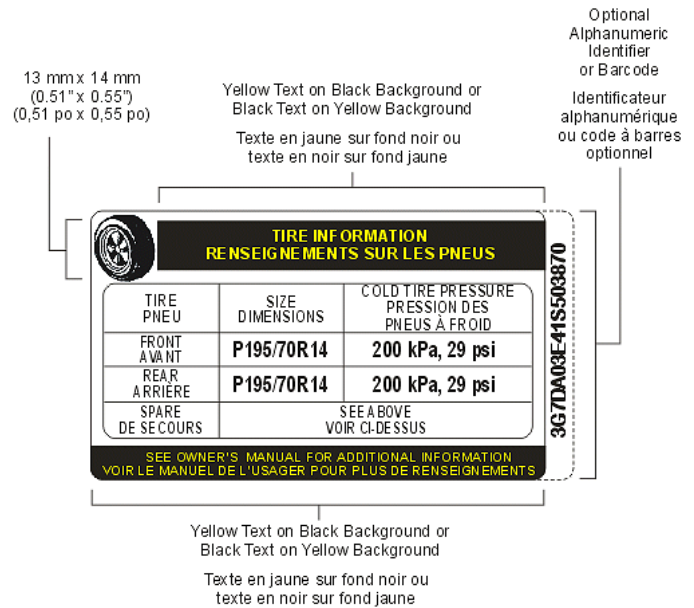 Optional
Alphanumeric
Identifier
or Barcode
Identificateur
alphanumérique
ou code à barres
optionnel
13 mm x 14 mm
(0.51" x 0.55")
(0,51 po x 0,55 po)
Yellow Text on Black Background or
Black Text on Yellow Background
Texte en jaune sur fond noir ou
texte en noir sur fond jaune
TIRE INFORMATION
RENSEIGNEMENTS SUR LES PNEUS
TIRE
PNEU
SIZE
DIMENSIONS
COLD TIRE PRESSURE
PRESSION DES
PNEUS À FROID
FRONT
AVANT
P195/70R14
200 kPa, 29 psi
REAR
ARRIÈRE
P195/70R14
200 kPa, 29 psi
SPARE
DE SECOURS
SEE ABOVE
VOIR CI-DESSUS
SEE OWNER'S MANUAL FOR ADDITIONAL INFORMATION
VOIR LE MANUEL DE L'USAGER POUR PLUS DE RENSEIGNEMENTS
3G7DA03E41S503870
Yellow Text on Black Background or
Black Text on Yellow Background
Texte en jaune sur fond noir ou
texte en noir sur fond jaune